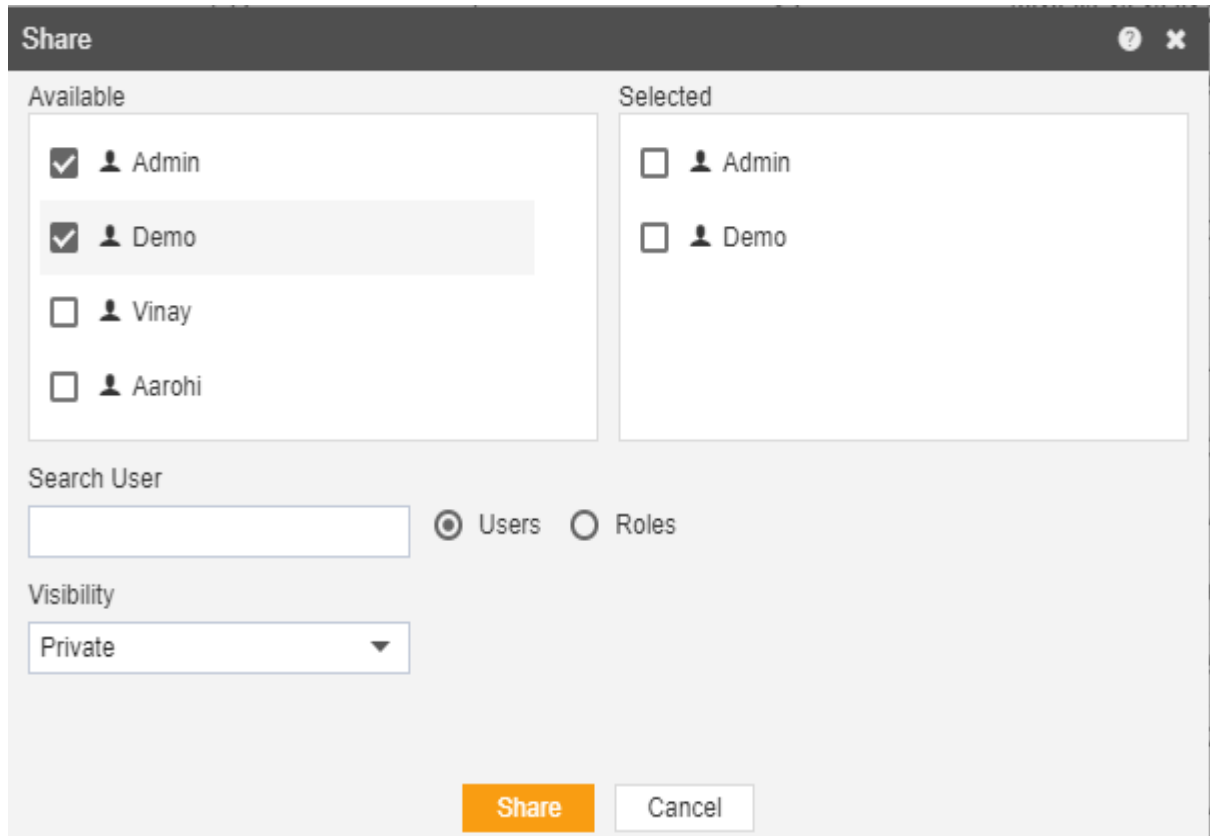 Share
Available
Selected
Admin
Demo
Vinay
Aarohi
Admin
Demo
Search User
Users
Roles
Visibility
Private
Share
Cancel